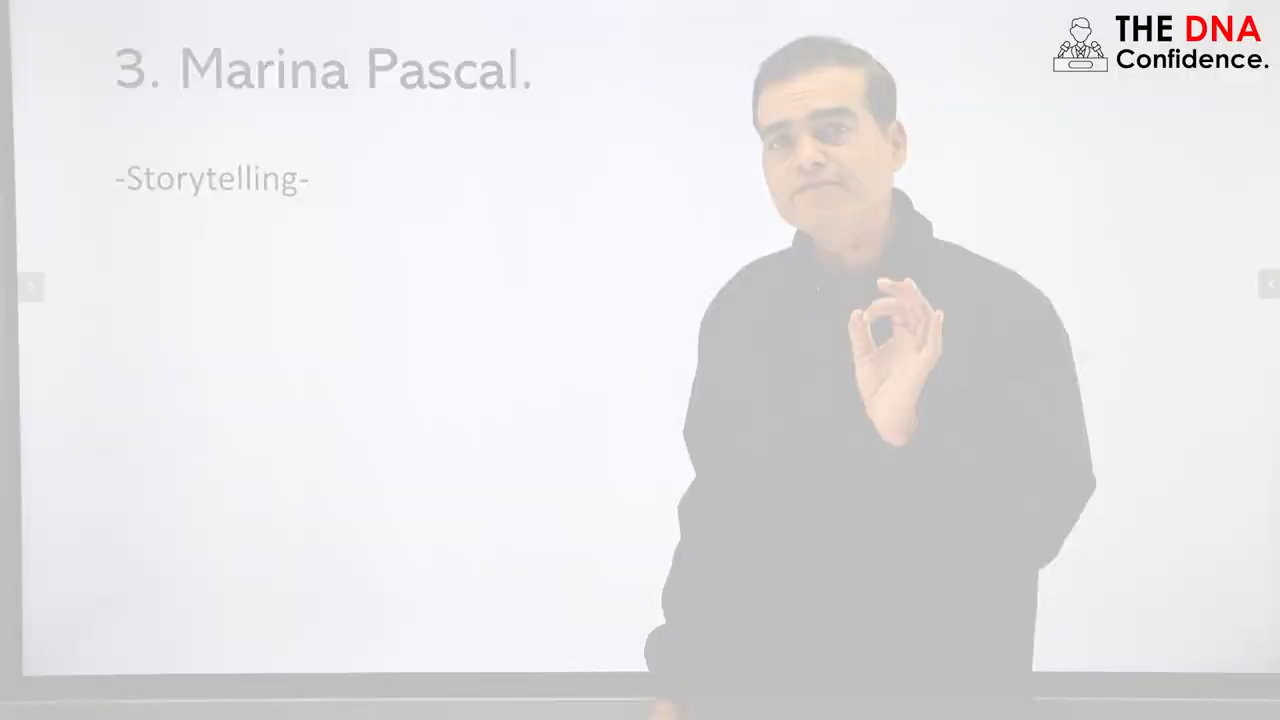 3. Marina Pascal.
-Storytelling-
THE DNA
Confidence.